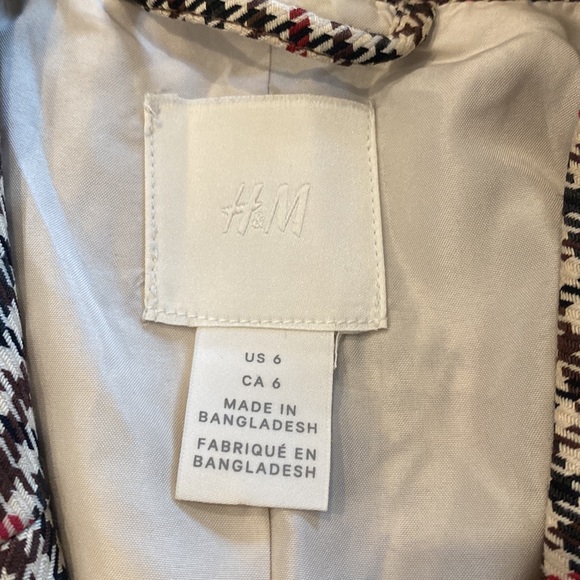 H&M
US 6
CA 6
MADE IN
BANGLADESH
FABRIQUÉ EN
BANGLADESH